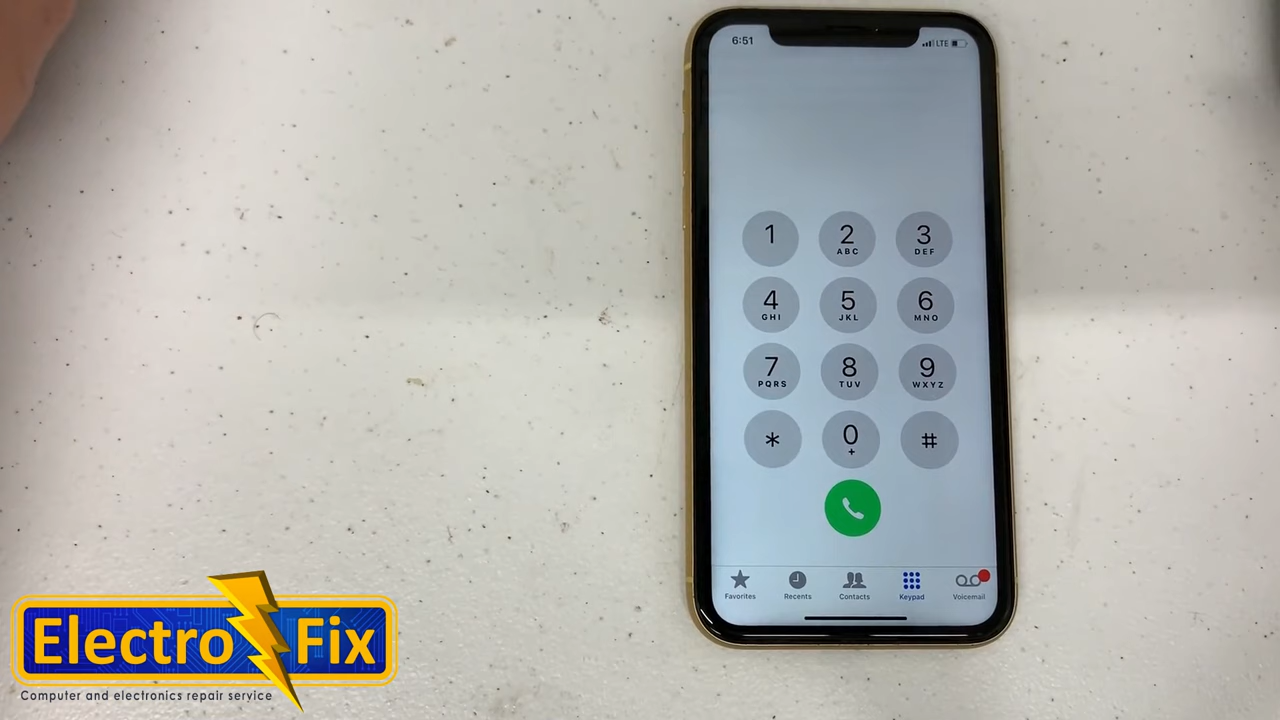 6:51
LTE
1 2 3
ABC DEF
4 5 6
GHI JKL MNO
7 8 9
PQRS TUV WXYZ
* 0 #
+
Favorites Recents Contacts Keypad Voicemail
Electro Fix
Computer and electronics repair service